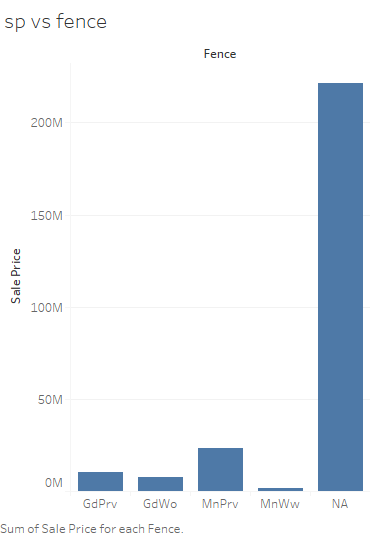 sp vs fence
Fence
Sale Price
200M
150M
100M
50M
0M
GdPrv GdWo MnPrv MnWw NA
Sum of Sale Price for each Fence.